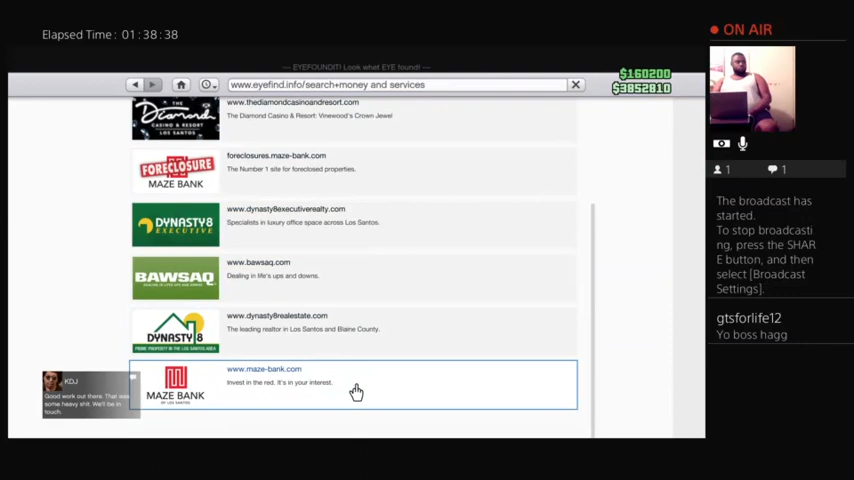 Elapsed Time : 01:38:38
ON AIR
— EYEFOUNDIT! Look whet EYE found! —
www.eyefind.info/search+money and services
$160200
$3852810
THE
Diamond
CASINO & RESORT
LOS SANTOS
www.thediamondcasinoandresort.com
The Diamond Casino & Resort: Vinewood's Crown Jewel
FORECLOSURE
MAZE BANK
foreclosures.maze-bank.com
The Number 1 site for foreclosed properties.
DYNASTY8
EXECUTIVE
www.dynasty8executiverealty.com
Specialists in luxury office space across Los Santos.
BAWSAQ
DEALING IN LIFE'S UPS AND DOWNS
www.bawsaq.com
Dealing in life's ups and downs.
DYNASTY 8
PRIME PROPERTY IN THE LOS SANTOS AREA
www.dynasty8realestate.com
The leading realtor in Los Santos and Blaine County.
MAZE BANK
OF LOS SANTOS
www.maze-bank.com
Invest in the red. It's in your interest.
KDJ
Good work out there. That was
some heavy shit. We'll be in
touch.
1
1
The broadcast has
started.
To stop broadcasti
ng, press the SHAR
E button, and then
select [Broadcast
Settings].
gtsforlife12
Yo boss hagg